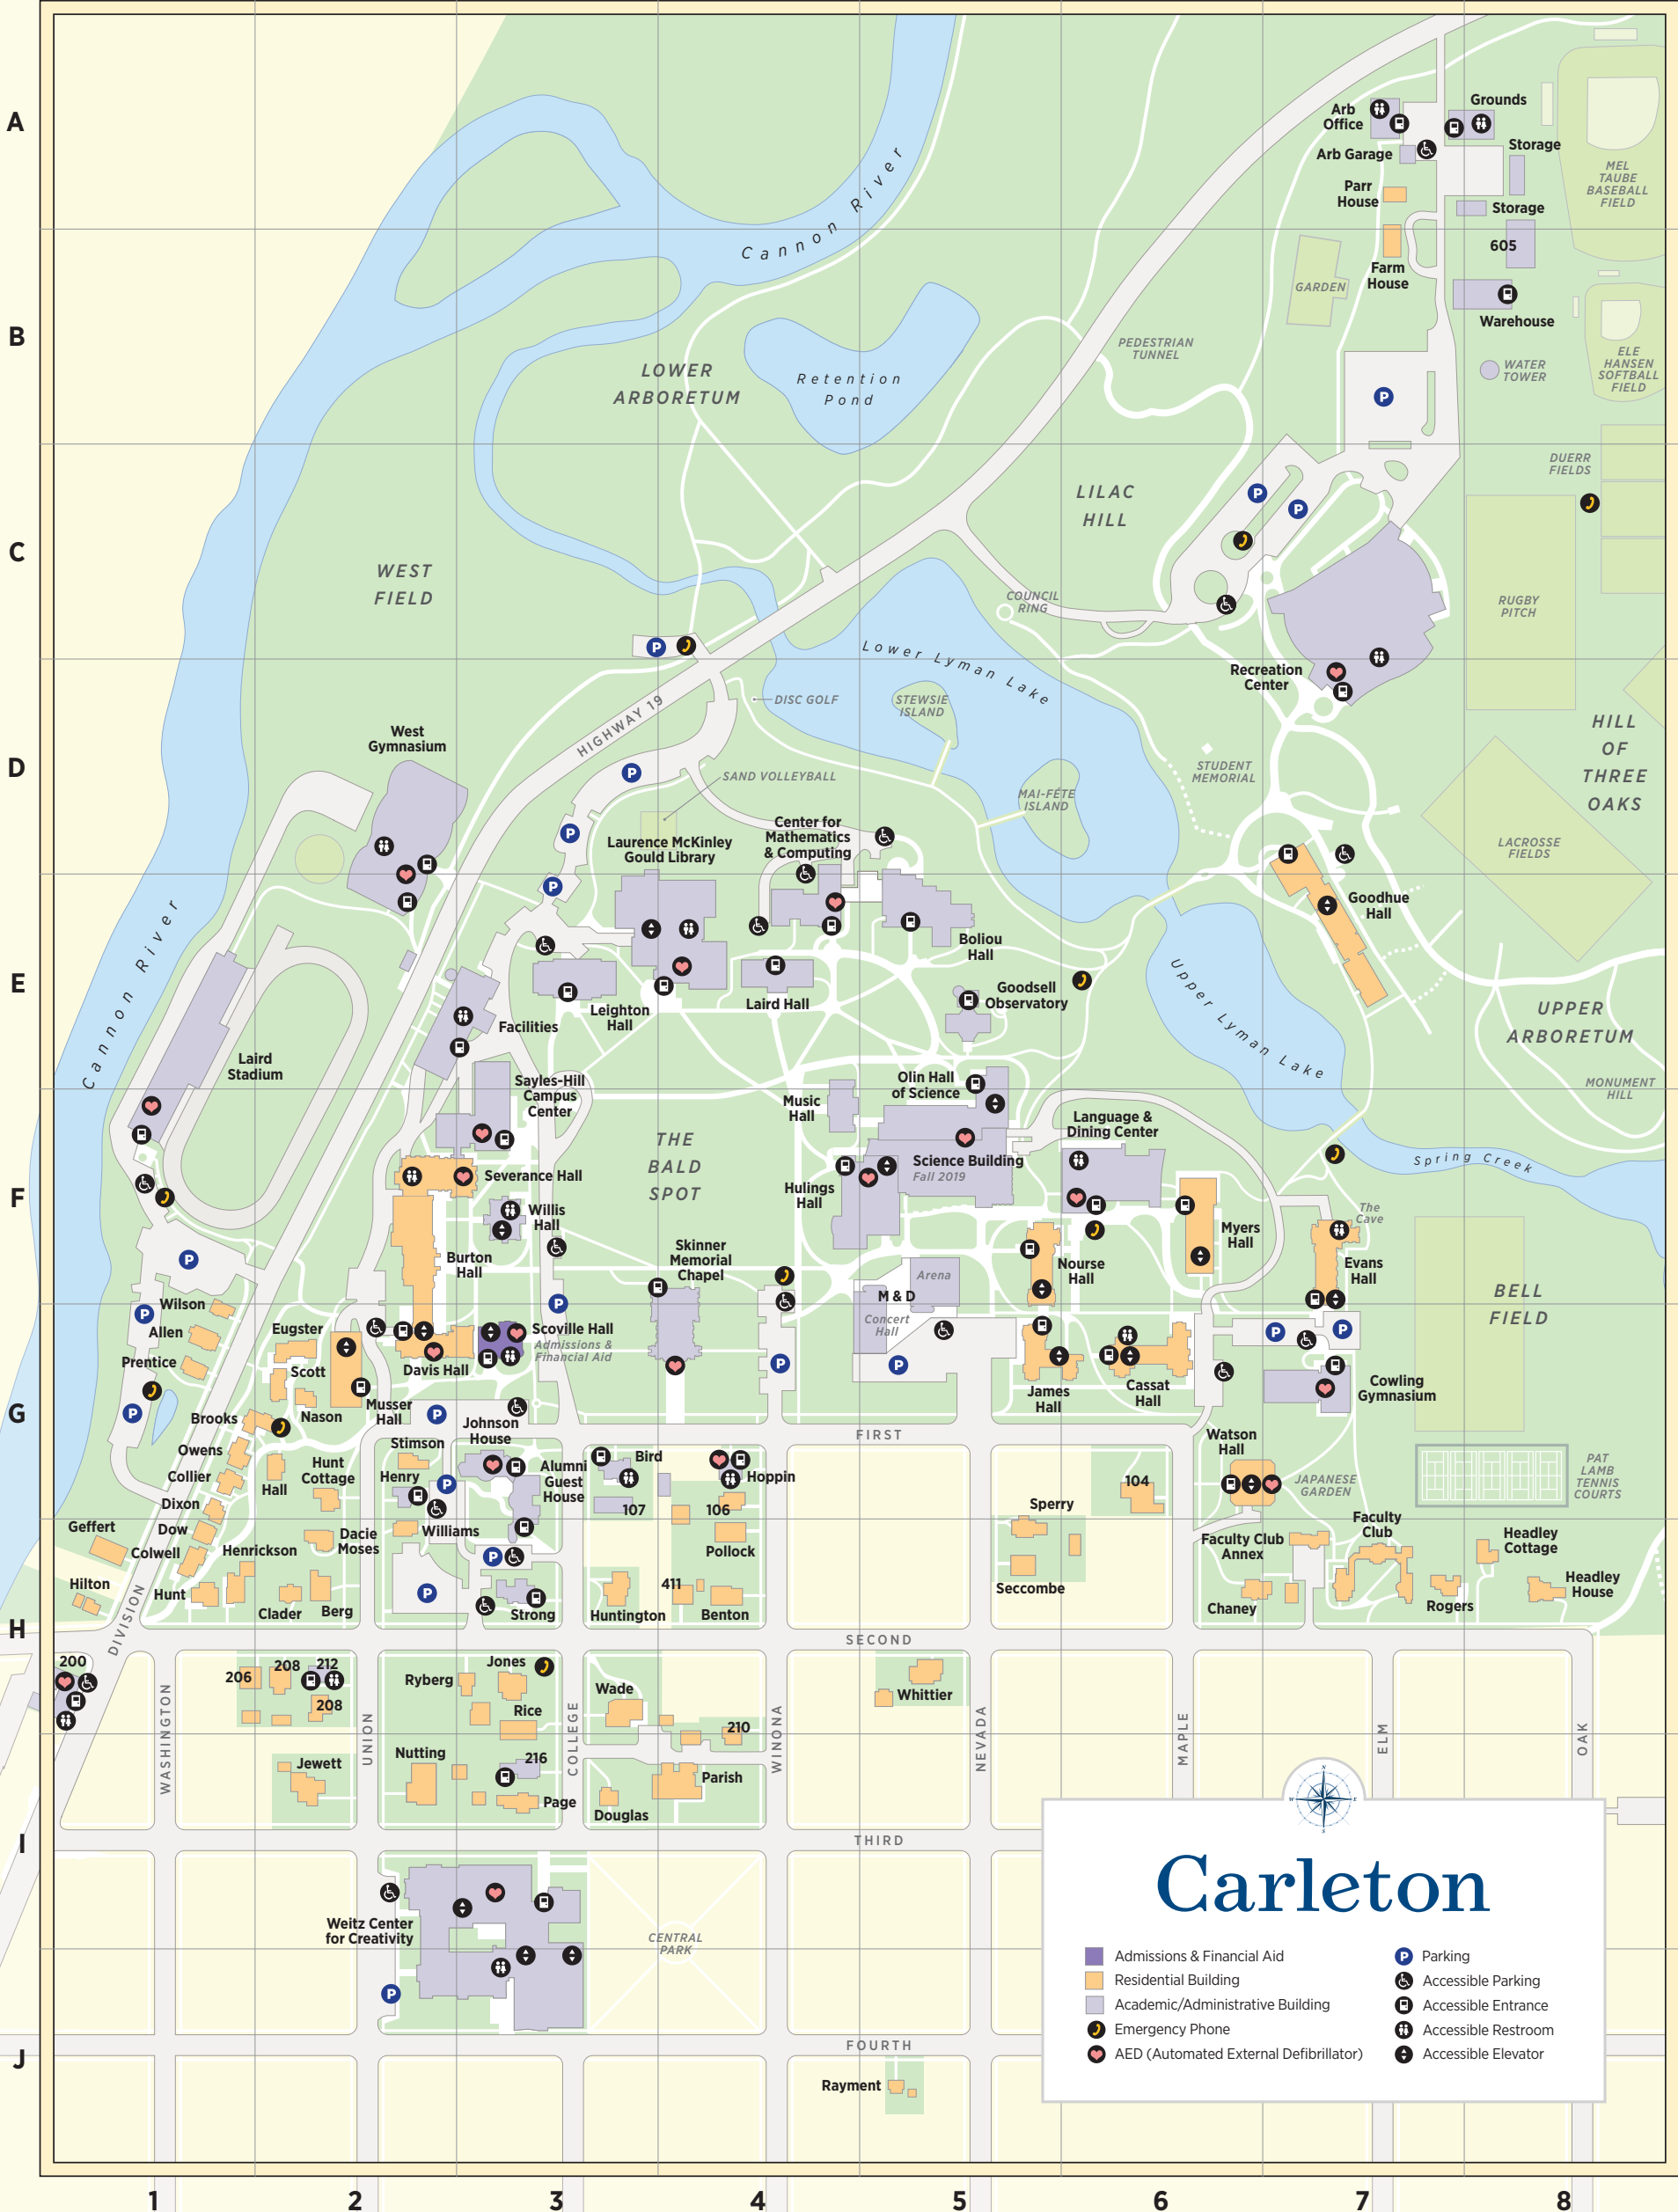 A
B
C
D
E
F
G
H
I
J
1
2
3
4
5
6
7
8
Cannon River
Arb
Office
Grounds
Arb Garage
Storage
Parr
House
Storage
605
Farm
House
Warehouse
MEL
TAUBE
BASEBALL
FIELD
GARDEN
PEDESTRIAN
TUNNEL
WATER
TOWER
ELE
HANSEN
SOFTBALL
FIELD
LOWER
ARBORETUM
Retention
Pond
P
LILAC
HILL
DUERR
FIELDS
P
P
WEST
FIELD
COUNCIL
RING
RUGBY
PITCH
P
Lower Lyman Lake
Recreation
Center
HIGHWAY 19
DISC GOLF
STEWSIE
ISLAND
West
Gymnasium
P
SAND VOLLEYBALL
STUDENT
MEMORIAL
HILL
OF
THREE
OAKS
MAI-FÊTE
ISLAND
P
Laurence McKinley
Gould Library
Center for
Mathematics
& Computing
LACROSSE
FIELDS
P
Goodhue
Hall
Cannon River
Boliou
Hall
Leighton
Hall
Laird Hall
Goodsell
Observatory
Upper Lyman Lake
UPPER
ARBORETUM
Facilities
Laird
Stadium
Sayles-Hill
Campus
Center
Olin Hall
of Science
Music
Hall
Language &
Dining Center
MONUMENT
HILL
THE
BALD
SPOT
Severance Hall
Science Building
Fall 2019
Hulings
Hall
Spring Creek
Willis
Hall
The
Cave
P
Burton
Hall
Skinner
Memorial
Chapel
Arena
Nourse
Hall
Myers
Hall
Evans
Hall
BELL
FIELD
M & D
Concert
Hall
P
Wilson
P
Allen
Eugster
Scoville Hall
Admissions &
Financial Aid
P
P
Prentice
Scott
Davis Hall
P
P
James
Hall
Cassat
Hall
Cowling
Gymnasium
P
Brooks
Nason
Musser
Hall
P
Johnson
House
FIRST
Owens
Stimson
Bird
Watson
Hall
Collier
Hall
Hunt
Cottage
Henry
P
Alumni
Guest
House
Hoppin
104
JAPANESE
GARDEN
PAT
LAMB
TENNIS
COURTS
Dixon
107
106
Sperry
Geffert
Dow
Dacie
Moses
Williams
Faculty Club
Annex
Faculty
Club
Headley
Cottage
Colwell
Henrickson
P
Pollock
Hilton
Hunt
Clader
Berg
P
Strong
411
Huntington
Benton
Seccombe
Chaney
Rogers
Headley
House
DIVISION
SECOND
200
206
208
212
208
Ryberg
Jones
Rice
Wade
Whittier
WASHINGTON
UNION
COLLEGE
WINONA
NEVADA
MAPLE
ELM
OAK
210
Jewett
Nutting
216
Page
Parish
Douglas
THIRD
Weitz Center
for Creativity
CENTRAL
PARK
P
FOURTH
Rayment
N
E
S
W
Carleton
Admissions & Financial Aid
Residential Building
Academic/Administrative Building
Emergency Phone
AED (Automated External Defibrillator)
P Parking
Accessible Parking
Accessible Entrance
Accessible Restroom
Accessible Elevator